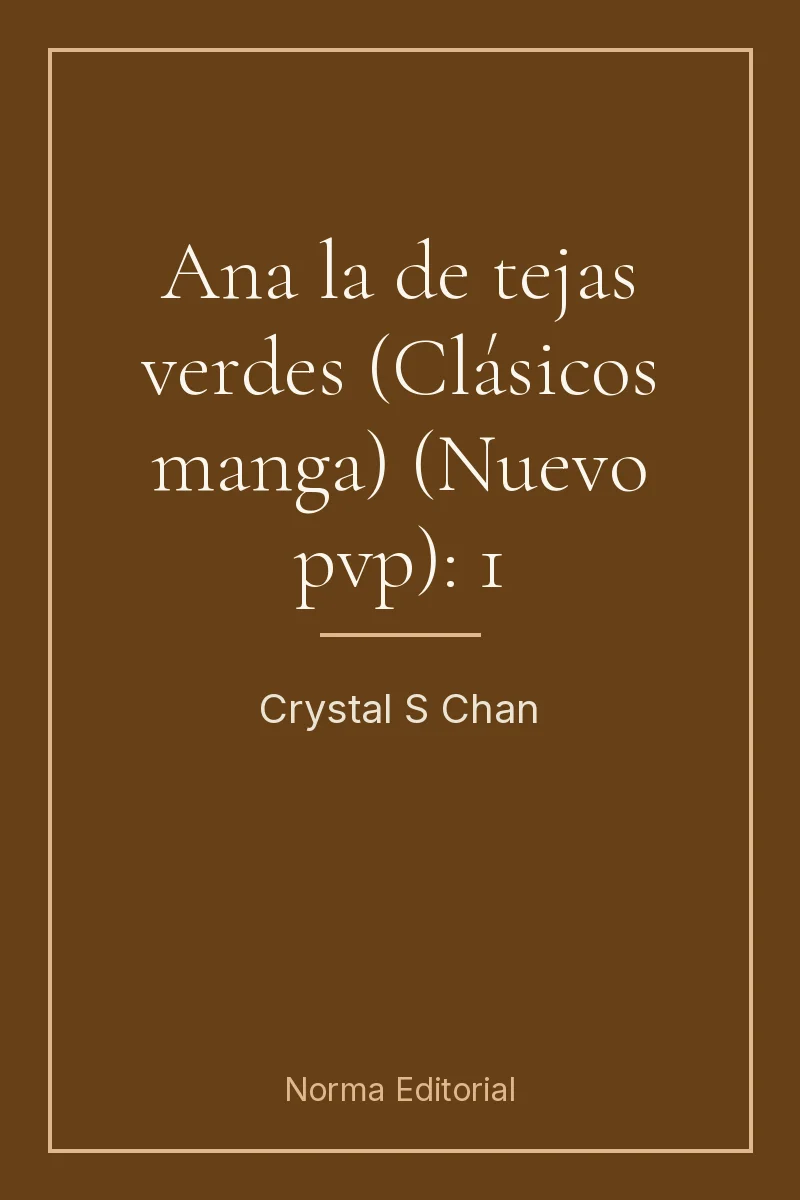 Ana la de tejas
verdes (Clásicos
manga) (Nuevo
pvp): 1
Crystal S Chan
Norma Editorial